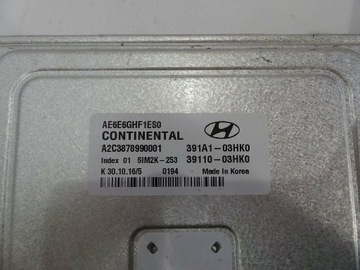 AE6E6GHF1ES0
CONTINENTAL
A2C3878990001 391A1-03HK0
Index 01 SIM2K-253 39110-03HK0
K 30.10.16/5 0194 Made in Korea